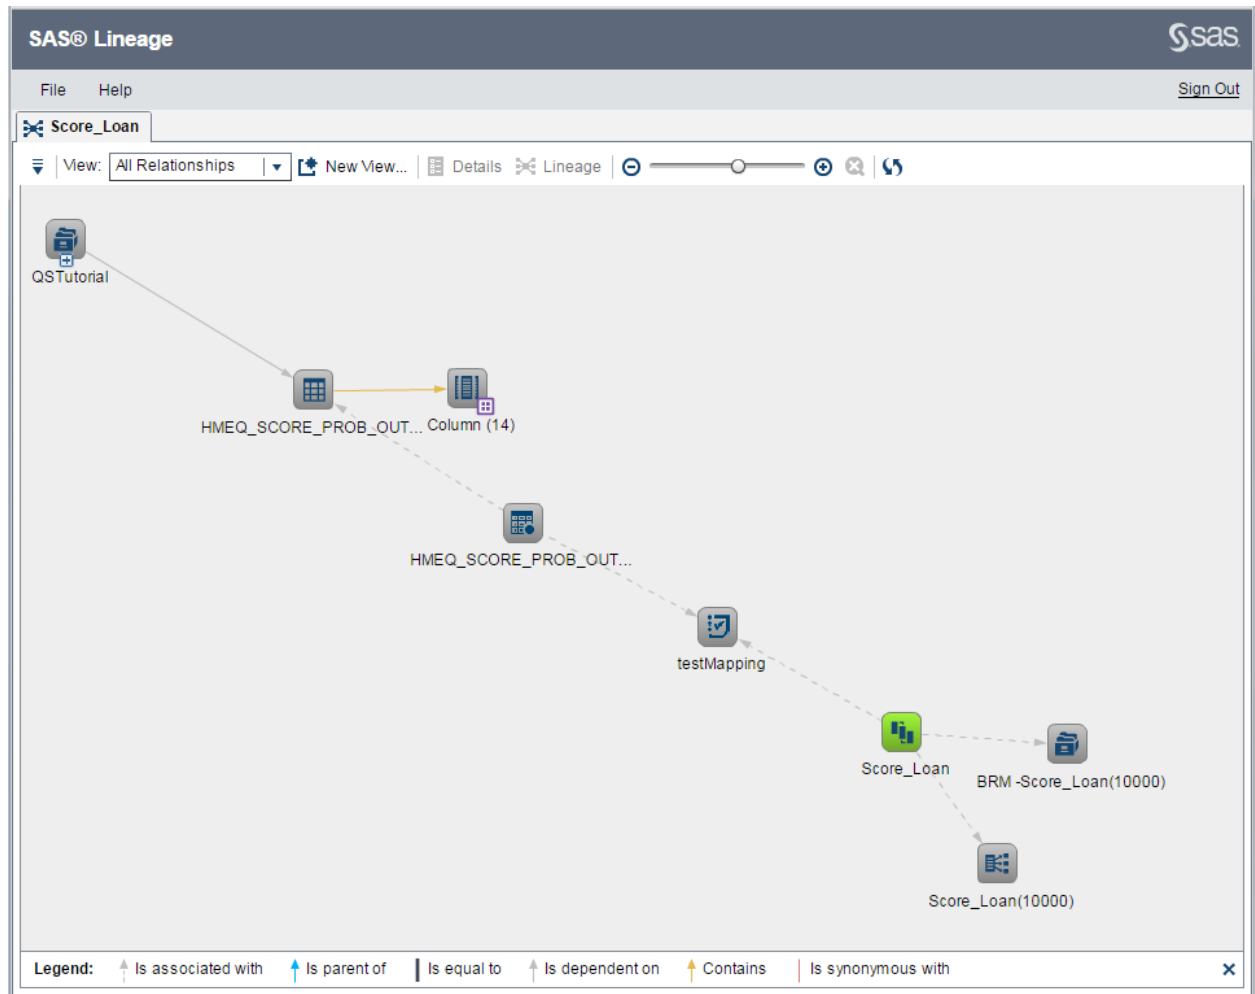 SAS® Lineage
sas
File Help Sign Out
Score_Loan
View: All Relationships New View... Details Lineage
QSTutorial
HMEQ_SCORE_PROB_OUT... Column (14)
HMEQ_SCORE_PROB_OUT...
testMapping
Score_Loan
BRM -Score_Loan(10000)
Score_Loan(10000)
Legend: Is associated with Is parent of Is equal to Is dependent on Contains Is synonymous with